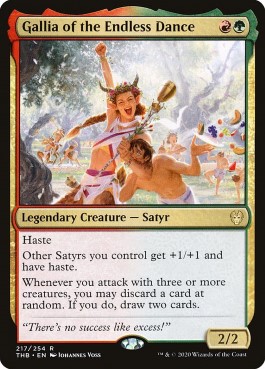 Gallia of the Endless Dance
Legendary Creature — Satyr
Haste
Other Satyrs you control get +1/+1 and
have haste.
Whenever you attack with three or
more creatures, you may discard a card
at random. If you do, draw two cards.
“There’s no success like excess!”
2/2
217/254 R
THB • EN Johannes Voss
™ & © 2020 Wizards of the Coast